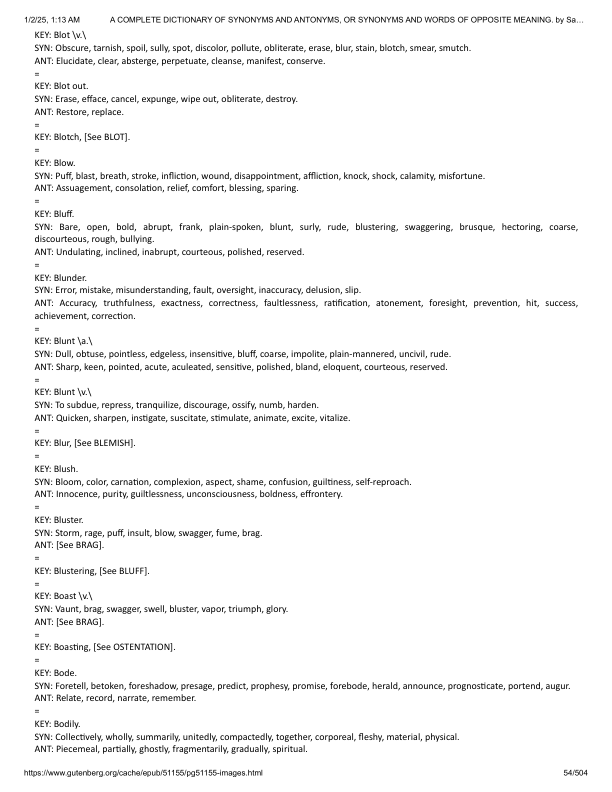 1/2/25, 1:13 AM A COMPLETE DICTIONARY OF SYNONYMS AND ANTONYMS, OR SYNONYMS AND WORDS OF OPPOSITE MEANING. by Sa…
KEY: Blot \v.\
SYN: Obscure, tarnish, spoil, sully, spot, discolor, pollute, obliterate, erase, blur, stain, blotch, smear, smutch.
ANT: Elucidate, clear, absterge, perpetuate, cleanse, manifest, conserve.
=
KEY: Blot out.
SYN: Erase, efface, cancel, expunge, wipe out, obliterate, destroy.
ANT: Restore, replace.
=
KEY: Blotch, [See BLOT].
=
KEY: Blow.
SYN: Puff, blast, breath, stroke, infliction, wound, disappointment, affliction, knock, shock, calamity, misfortune.
ANT: Assuagement, consolation, relief, comfort, blessing, sparing.
=
KEY: Bluff.
SYN: Bare, open, bold, abrupt, frank, plain-spoken, blunt, surly, rude, blustering, swaggering, brusque, hectoring, coarse,
discourteous, rough, bullying.
ANT: Undulating, inclined, inabrupt, courteous, polished, reserved.
=
KEY: Blunder.
SYN: Error, mistake, misunderstanding, fault, oversight, inaccuracy, delusion, slip.
ANT: Accuracy, truthfulness, exactness, correctness, faultlessness, ratification, atonement, foresight, prevention, hit, success,
achievement, correction.
=
KEY: Blunt \a.\
SYN: Dull, obtuse, pointless, edgeless, insensitive, bluff, coarse, impolite, plain-mannered, uncivil, rude.
ANT: Sharp, keen, pointed, acute, aculeated, sensitive, polished, bland, eloquent, courteous, reserved.
=
KEY: Blunt \v.\
SYN: To subdue, repress, tranquilize, discourage, ossify, numb, harden.
ANT: Quicken, sharpen, instigate, suscitate, stimulate, animate, excite, vitalize.
=
KEY: Blur, [See BLEMISH].
=
KEY: Blush.
SYN: Bloom, color, carnation, complexion, aspect, shame, confusion, guiltiness, self-reproach.
ANT: Innocence, purity, guiltlessness, unconsciousness, boldness, effrontery.
=
KEY: Bluster.
SYN: Storm, rage, puff, insult, blow, swagger, fume, brag.
ANT: [See BRAG].
=
KEY: Blustering, [See BLUFF].
=
KEY: Boast \v.\
SYN: Vaunt, brag, swagger, swell, bluster, vapor, triumph, glory.
ANT: [See BRAG].
=
KEY: Boasting, [See OSTENTATION].
=
KEY: Bode.
SYN: Foretell, betoken, foreshadow, presage, predict, prophesy, promise, forebode, herald, announce, prognosticate, portend, augur.
ANT: Relate, record, narrate, remember.
=
KEY: Bodily.
SYN: Collectively, wholly, summarily, unitedly, compactedly, together, corporeal, fleshy, material, physical.
ANT: Piecemeal, partially, ghostly, fragmentarily, gradually, spiritual.
https://www.gutenberg.org/cache/epub/51155/pg51155-images.html 54/504